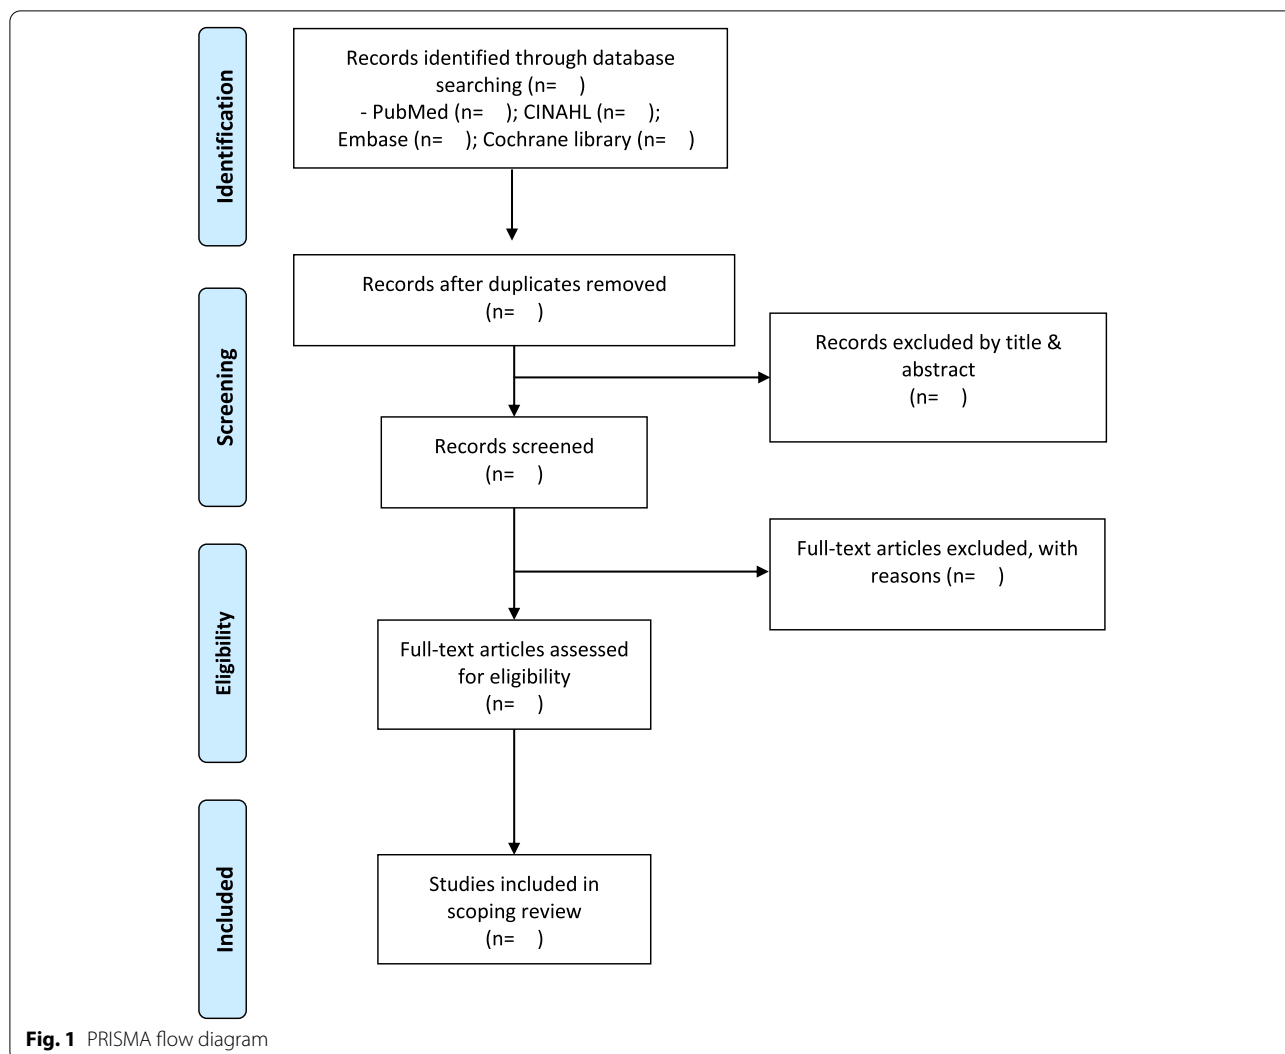 Identification
Records identified through database
searching (n=    )
- PubMed (n=    ); CINAHL (n=    );
Embase (n=    ); Cochrane library (n=    )
Screening
Records after duplicates removed
(n=    )
Records excluded by title &
abstract
(n=    )
Records screened
(n=    )
Eligibility
Full-text articles excluded, with
reasons (n=    )
Full-text articles assessed
for eligibility
(n=    )
Included
Studies included in
scoping review
(n=    )
Fig. 1 PRISMA flow diagram